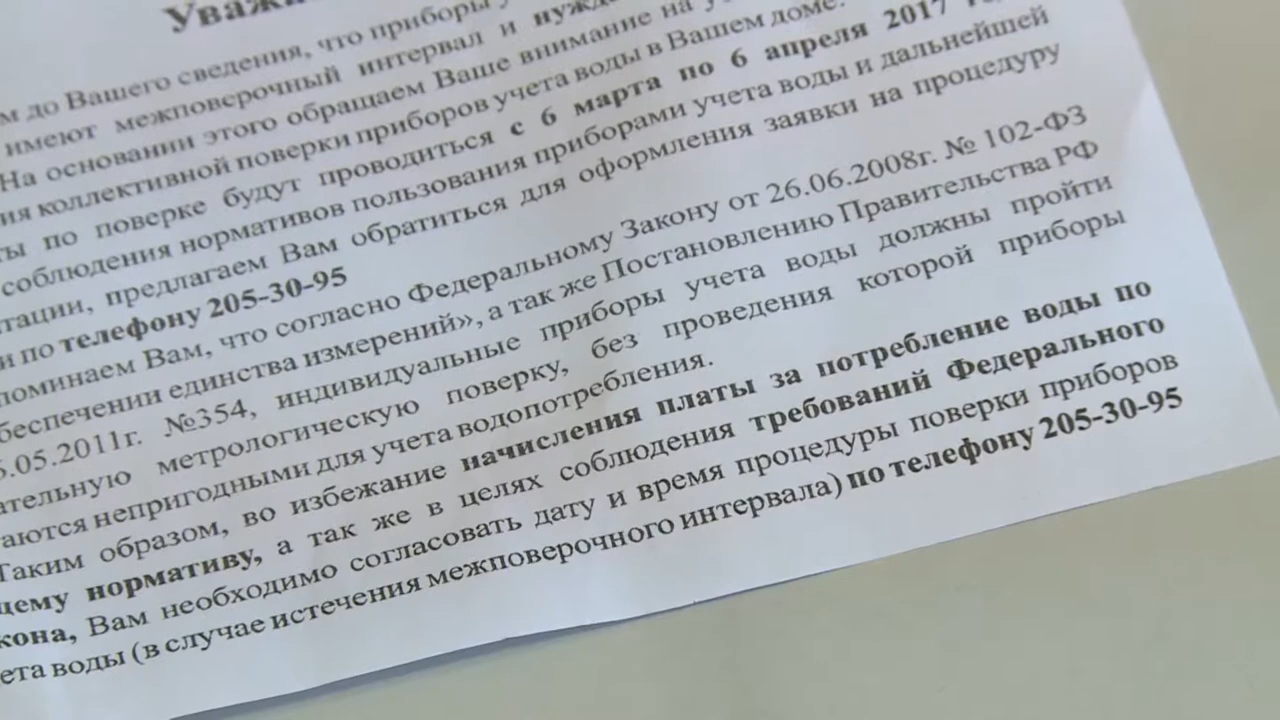 Уваж
м до Вашего сведения, что приборы у
имеют межповерочный интервал и нужд
На основании этого обращаем Ваше внимание на у
ия коллективной поверки приборов учета воды в Вашем доме.
ты по поверке будут проводиться с 6 марта по 6 апреля 2017
соблюдения нормативов пользования приборами учета воды и дальнейшей
тации, предлагаем Вам обратиться для оформления заявки на процедуру
и по телефону 205-30-95
поминаем Вам, что согласно Федеральному Закону от 26.06.2008г. № 102-ФЗ
беспечении единства измерений», а так же Постановлению Правительства РФ
5.05.2011г. №354, индивидуальные приборы учета воды должны пройти
ательную метрологическую поверку, без проведения которой приборы
аются непригодными для учета водопотребления.
Таким образом, во избежание начисления платы за потребление воды по
щему нормативу, а так же в целях соблюдения требований Федерального
кона, Вам необходимо согласовать дату и время процедуры поверки приборов
ета воды (в случае истечения межповерочного интервала) по телефону 205-30-95